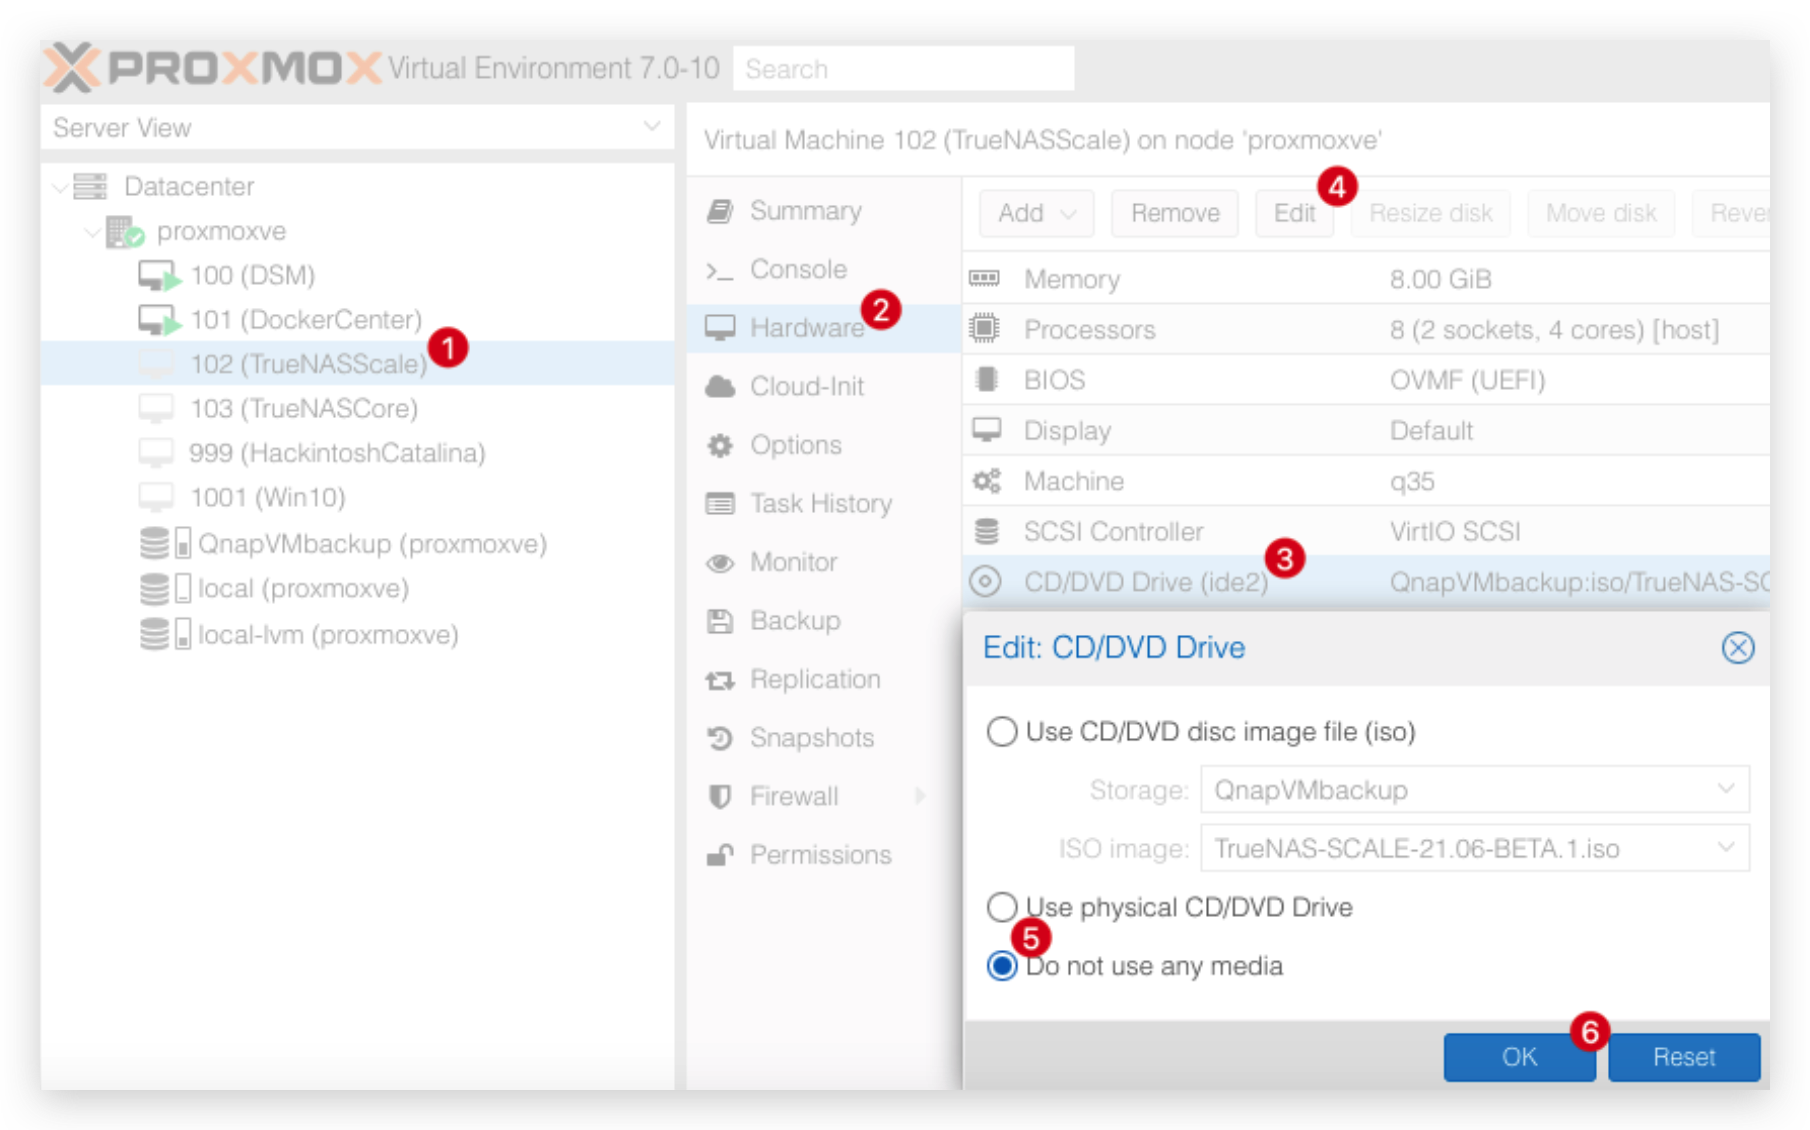 PROXMOX Virtual Environment 7.0-10 Search
Server View
Datacenter
proxmoxve
100 (DSM)
101 (DockerCenter)
102 (TrueNASScale) 1
103 (TrueNASCore)
999 (HackintoshCatalina)
1001 (Win10)
QnapVMbackup (proxmoxve)
local (proxmoxve)
local-lvm (proxmoxve)
Virtual Machine 102 (TrueNASScale) on node 'proxmoxve'
Summary
Console
Hardware 2
Cloud-Init
Options
Task History
Monitor
Backup
Replication
Snapshots
Firewall
Permissions
Add Remove Edit 4 Resize disk Move disk Rever
Memory 8.00 GiB
Processors 8 (2 sockets, 4 cores) [host]
BIOS OVMF (UEFI)
Display Default
Machine q35
SCSI Controller VirtIO SCSI
CD/DVD Drive (ide2) 3 QnapVMbackup:iso/TrueNAS-SC
Edit: CD/DVD Drive
Use CD/DVD disc image file (iso)
Storage: QnapVMbackup
ISO image: TrueNAS-SCALE-21.06-BETA.1.iso
Use physical CD/DVD Drive
5
Do not use any media
OK 6 Reset